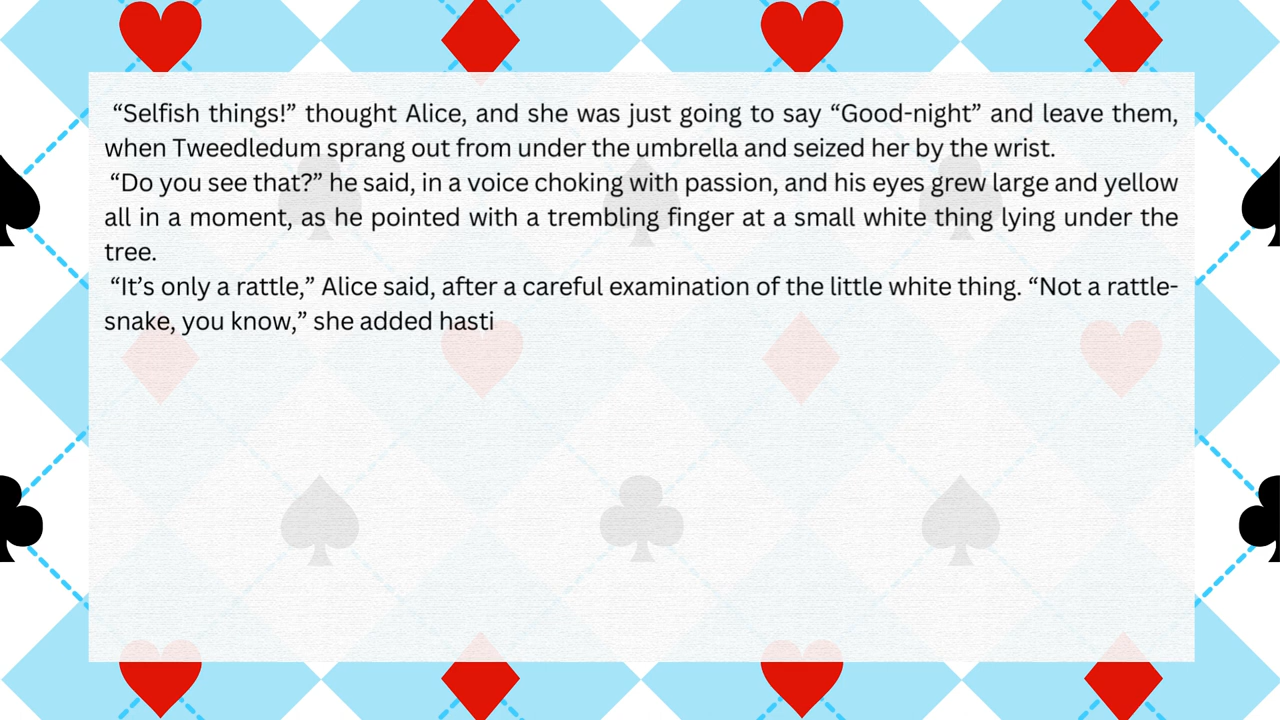 “Selfish things!” thought Alice, and she was just going to say “Good-night” and leave them,
when Tweedledum sprang out from under the umbrella and seized her by the wrist.
“Do you see that?” he said, in a voice choking with passion, and his eyes grew large and yellow
all in a moment, as he pointed with a trembling finger at a small white thing lying under the
tree.
“It’s only a rattle,” Alice said, after a careful examination of the little white thing. “Not a rattle-
snake, you know,” she added hasti